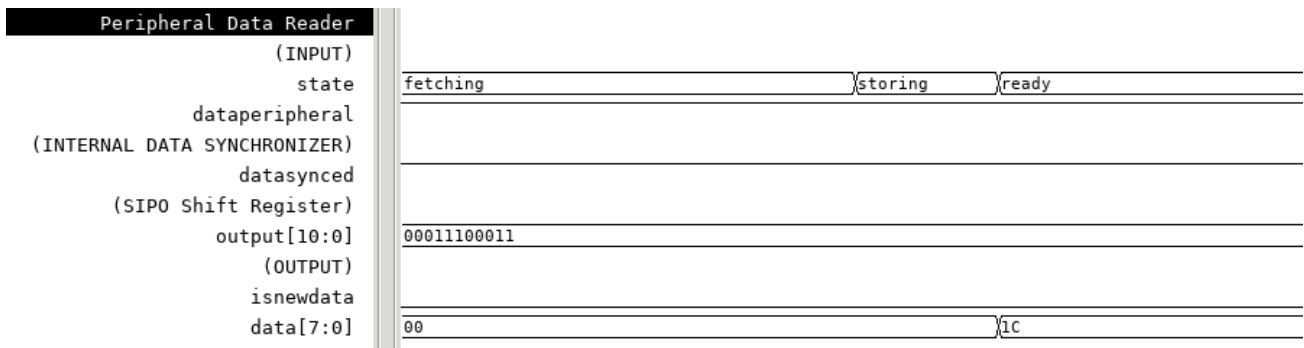 Peripheral Data Reader
(INPUT)
state fetching storing ready
dataperipheral
(INTERNAL DATA SYNCHRONIZER)
datasynced
(SIPO Shift Register)
output[10:0] 00011100011
(OUTPUT)
isnewdata
data[7:0] 00 1C